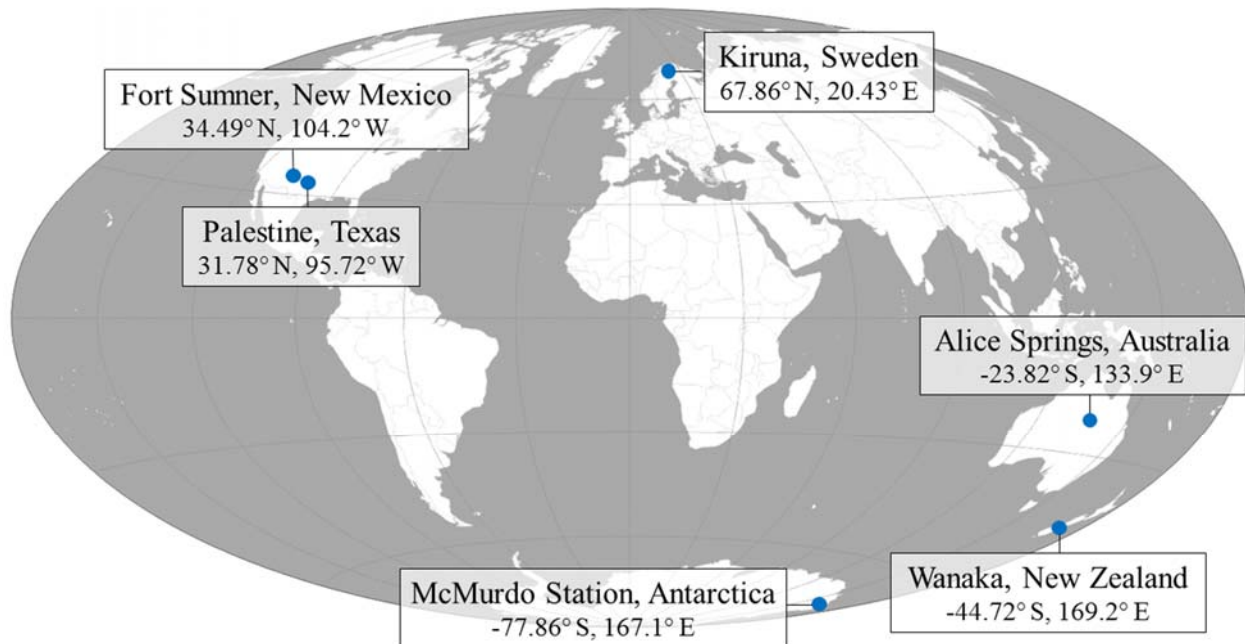 Kiruna, Sweden
67.86° N, 20.43° E
Fort Sumner, New Mexico
34.49° N, 104.2° W
Palestine, Texas
31.78° N, 95.72° W
Alice Springs, Australia
-23.82° S, 133.9° E
Wanaka, New Zealand
-44.72° S, 169.2° E
McMurdo Station, Antarctica
-77.86° S, 167.1° E